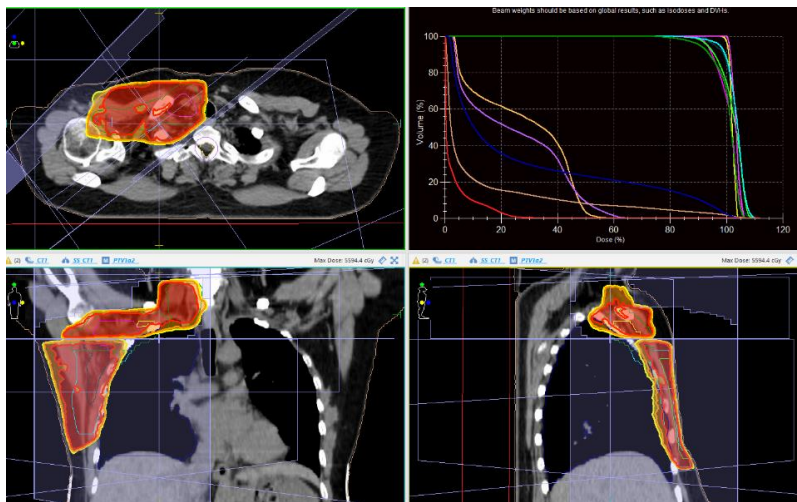 Beam weights should be based on global results, such as isodoses and DVHs.
100
80
60
40
20
0
Volume (%)
0 20 40 60 80 100 120
Dose (%)
(2) CT1 SS_CT1 PTV1a2 Max Dose: 5594.4 cGy
(2) CT1 SS_CT1 PTV1a2 Max Dose: 5594.4 cGy